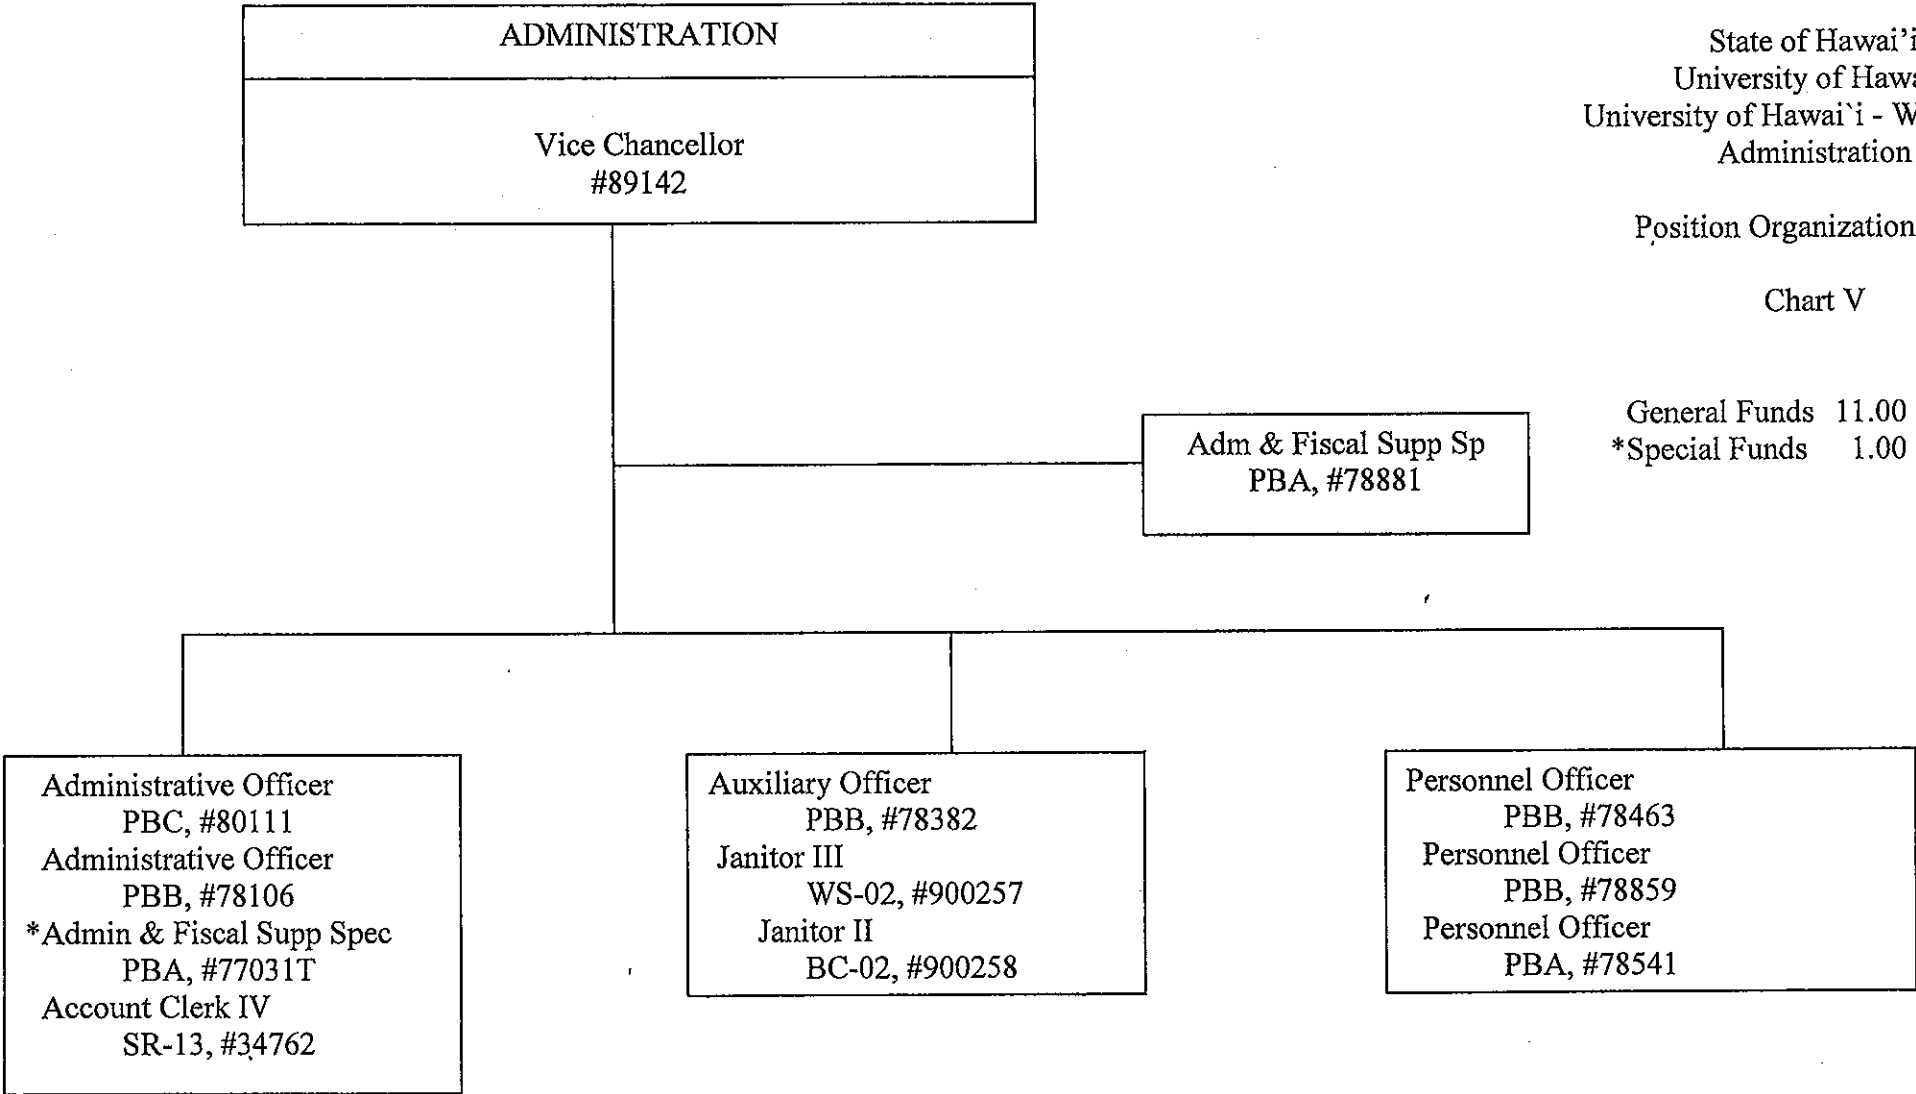 ADMINISTRATION
Vice Chancellor
#89142
State of Hawai'i
University of Hawa
University of Hawai`i - W
Administration
Position Organization
Chart V
General Funds 11.00
*Special Funds 1.00
Adm & Fiscal Supp Sp
PBA, #78881
Administrative Officer
PBC, #80111
Administrative Officer
PBB, #78106
*Admin & Fiscal Supp Spec
PBA, #77031T
Account Clerk IV
SR-13, #34762
Auxiliary Officer
PBB, #78382
Janitor III
WS-02, #900257
Janitor II
BC-02, #900258
Personnel Officer
PBB, #78463
Personnel Officer
PBB, #78859
Personnel Officer
PBA, #78541